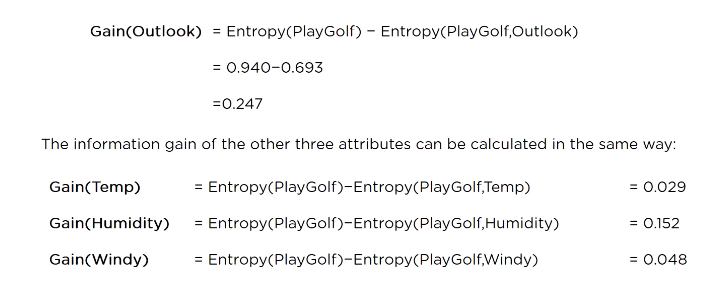 Gain(Outlook) = Entropy(PlayGolf) − Entropy(PlayGolf,Outlook)
= 0.940−0.693
=0.247
The information gain of the other three attributes can be calculated in the same way:
Gain(Temp) = Entropy(PlayGolf)−Entropy(PlayGolf,Temp) = 0.029
Gain(Humidity) = Entropy(PlayGolf)−Entropy(PlayGolf,Humidity) = 0.152
Gain(Windy) = Entropy(PlayGolf)−Entropy(PlayGolf,Windy) = 0.048